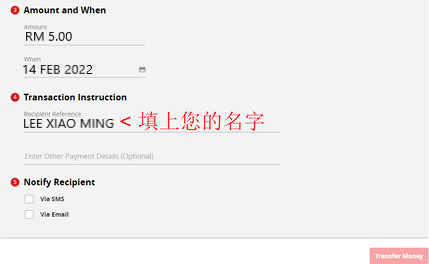 3 Amount and When
Amount
RM 5.00
When
14 FEB 2022
4 Transaction Instruction
Recipient Reference
LEE XIAO MING < 填上您的名字
Enter Other Payment Details (Optional)
5 Notify Recipient
Via SMS
Via Email
Transfer Money